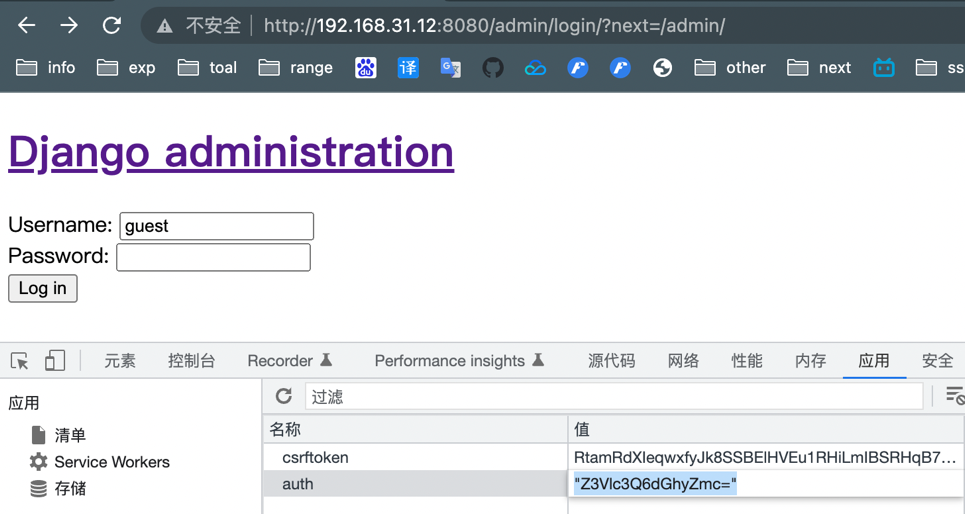 不安全 http://192.168.31.12:8080/admin/login/?next=/admin/
info exp toal range 译 other next ss
Django administration
Username: guest
Password:
Log in
元素 控制台 Recorder Performance insights 源代码 网络 性能 内存 应用 安全
应用 过滤
名称 值
清单
csrftoken RtamRdXleqwxfyJk8SSBElHVEu1RHiLmIBSRHqB7...
Service Workers
auth "Z3Vlc3Q6dGhyZmc="
存储